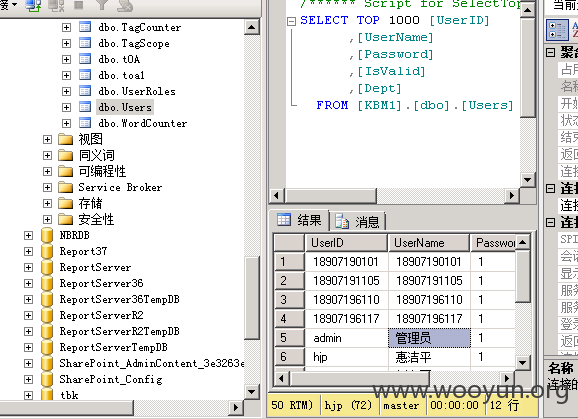 dbo.TagCounter
dbo.TagScope
dbo.tOA
dbo.toa1
dbo.UserRoles
dbo.Users
dbo.WordCounter
视图
同义词
可编程性
Service Broker
存储
安全性
NBRDB
Report37
ReportServer
ReportServer36
ReportServer36TempDB
ReportServerR2
ReportServerR2TempDB
ReportServerTempDB
SharePoint_AdminContent_3e3263e
SharePoint_Config
tbk
/****** Script for SelectTop
SELECT TOP 1000 [UserID]
,[UserName]
,[Password]
,[IsValid]
,[Dept]
FROM [KBM1].[dbo].[Users]
结果 消息
UserID UserName Passwor
1 18907190101 18907190101 1
2 18907191105 18907191105 1
3 18907196110 18907196110 1
4 18907196117 18907196117 1
5 admin 管理员 1
6 hjp 惠洁平 1
50 RTM) hjp (72) master 00:00:00 12 行
当前
聚合
占用
名称
开始
状态
结束
返回
连接
连接
连接
连接
SPI
会话
显示
服务
服务
登录
返回
名称
连接的
www.wooyun.org